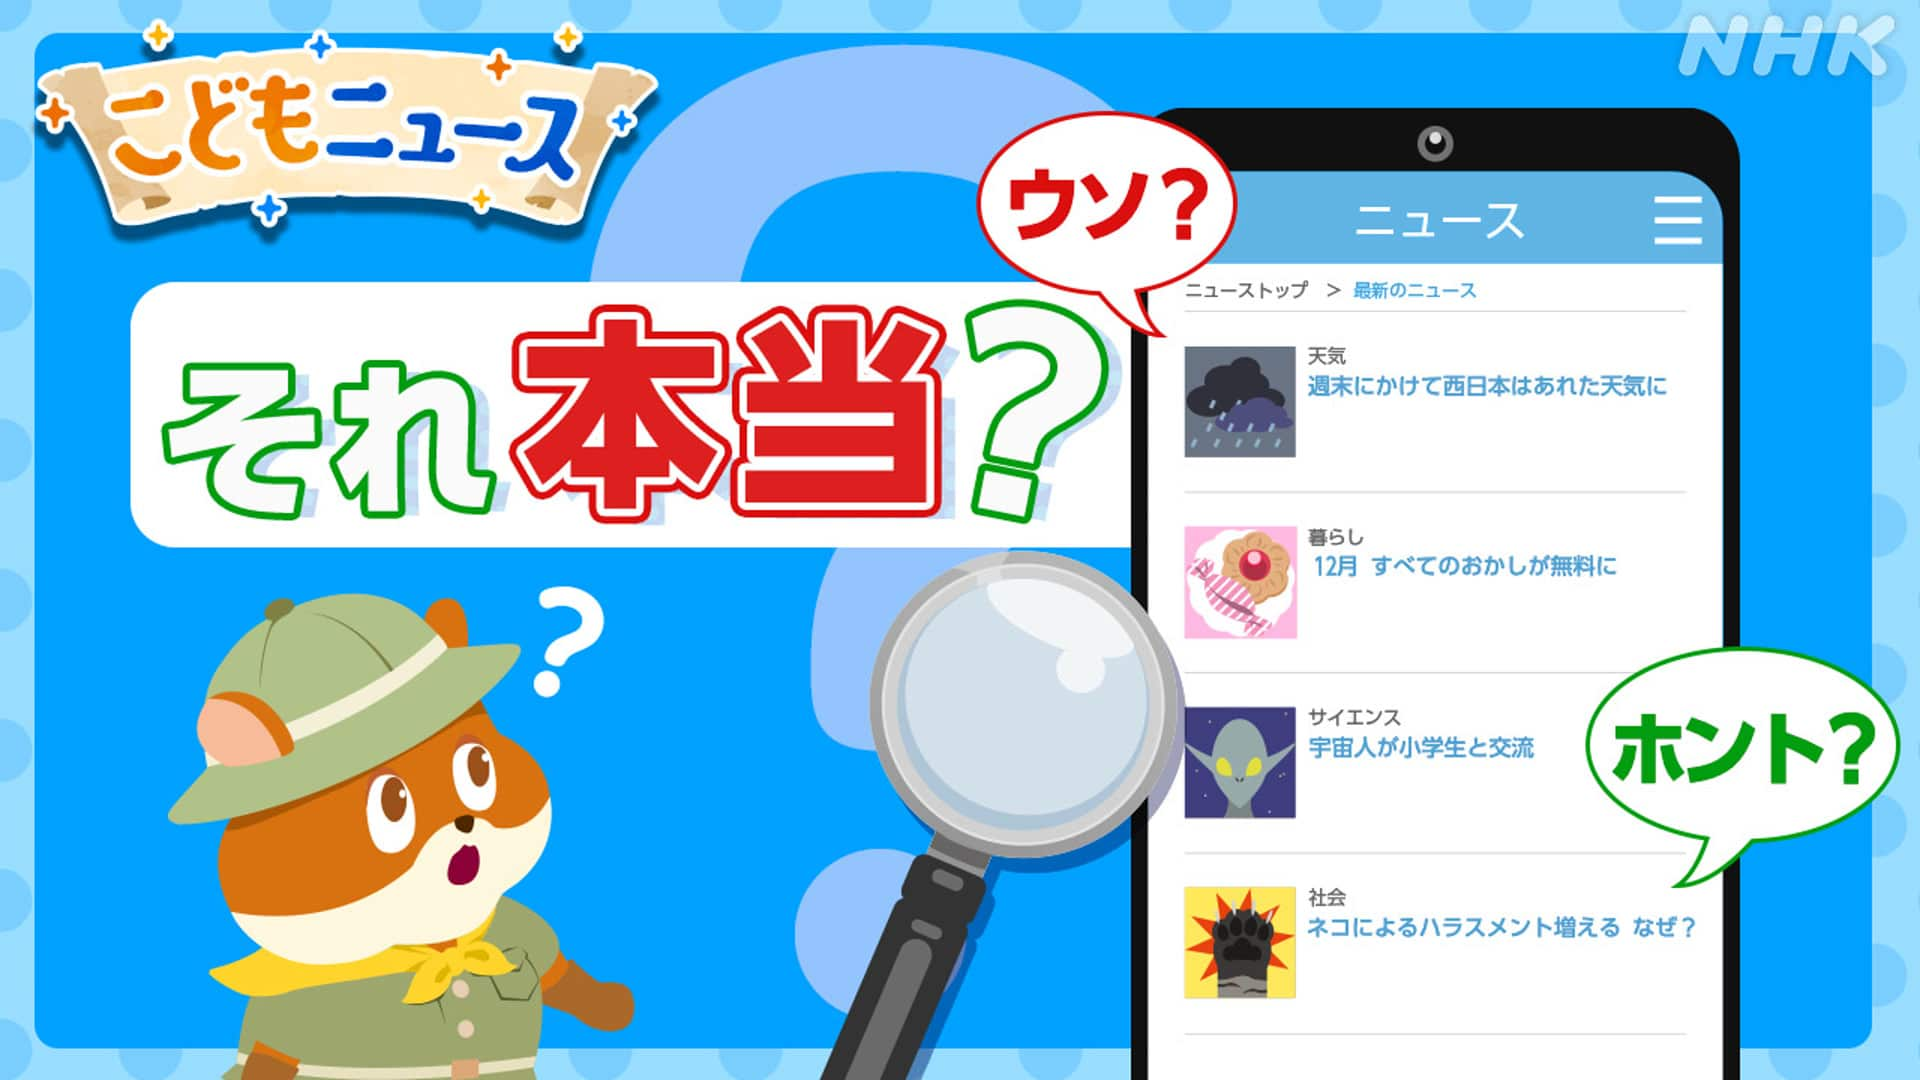 NHK
こどもニュース
ウソ？
それ本当？
ニュース
ニューストップ > 最新のニュース
天気
週末にかけて西日本はあれた天気に
暮らし
12月 すべてのおかしが無料に
サイエンス
宇宙人が小学生と交流
ホント？
社会
ネコによるハラスメント増える なぜ？
？